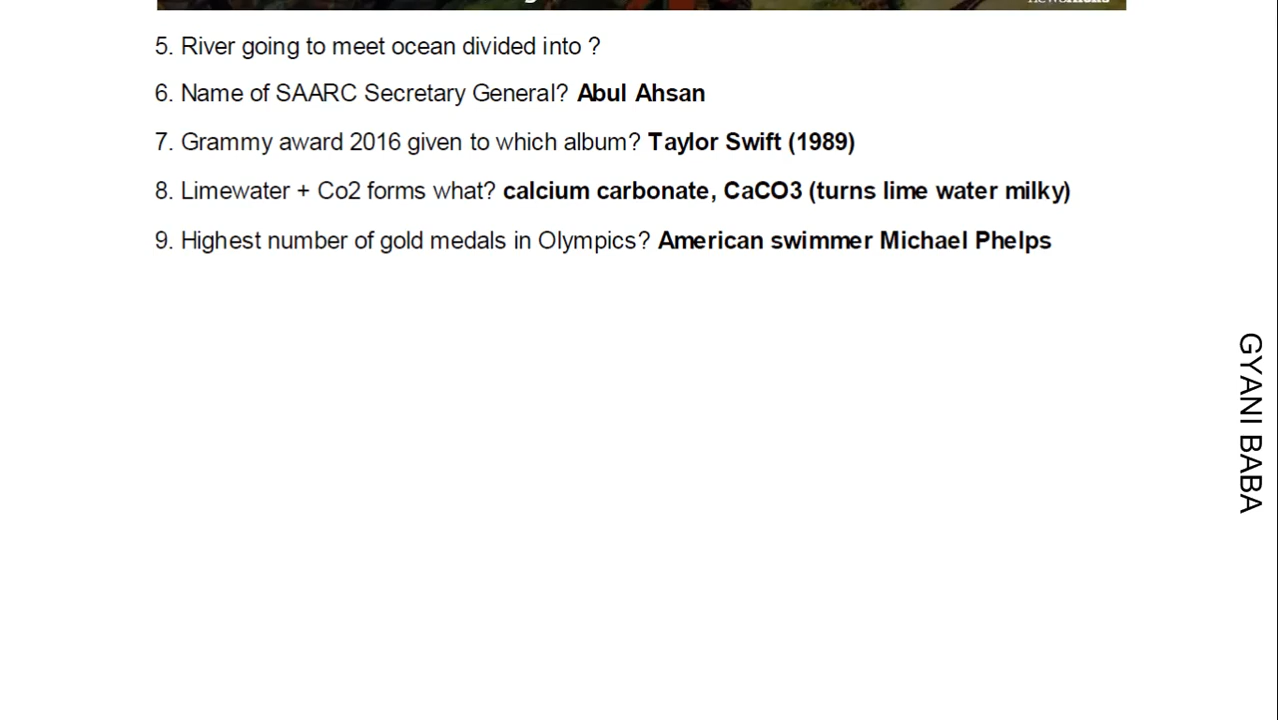 5. River going to meet ocean divided into ?
6. Name of SAARC Secretary General? Abul Ahsan
7. Grammy award 2016 given to which album? Taylor Swift (1989)
8. Limewater + Co2 forms what? calcium carbonate, CaCO3 (turns lime water milky)
9. Highest number of gold medals in Olympics? American swimmer Michael Phelps
GYANI BABA